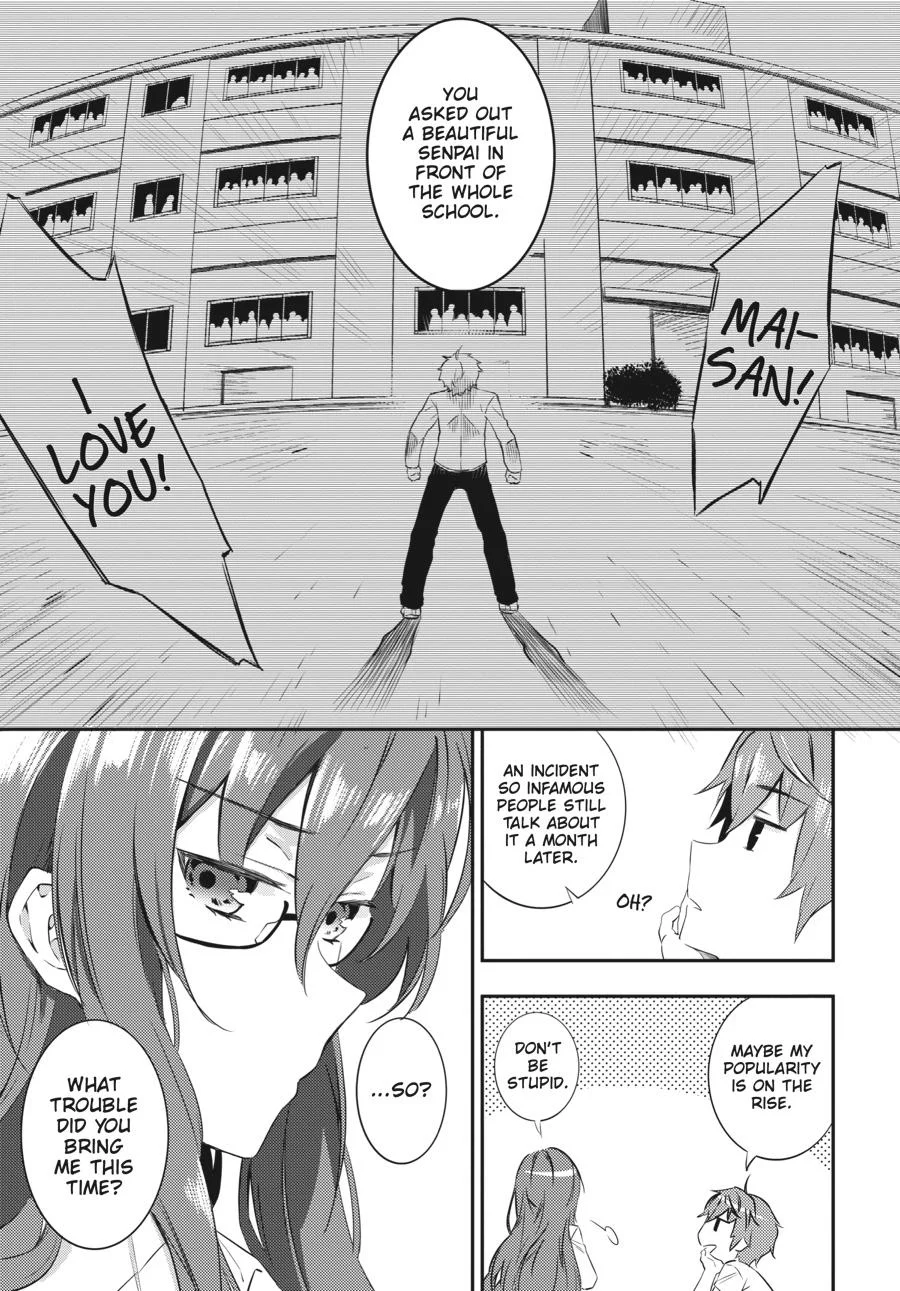 YOU
ASKED OUT
A BEAUTIFUL
SENPAI IN
FRONT OF
THE WHOLE
SCHOOL.
MAI-
SAN!
I
LOVE
YOU!
AN INCIDENT
SO INFAMOUS
PEOPLE STILL
TALK ABOUT
IT A MONTH
LATER.
OH?
MAYBE MY
POPULARITY
IS ON THE
RISE.
DON'T
BE
STUPID.
...SO?
WHAT
TROUBLE
DID YOU
BRING
ME THIS
TIME?